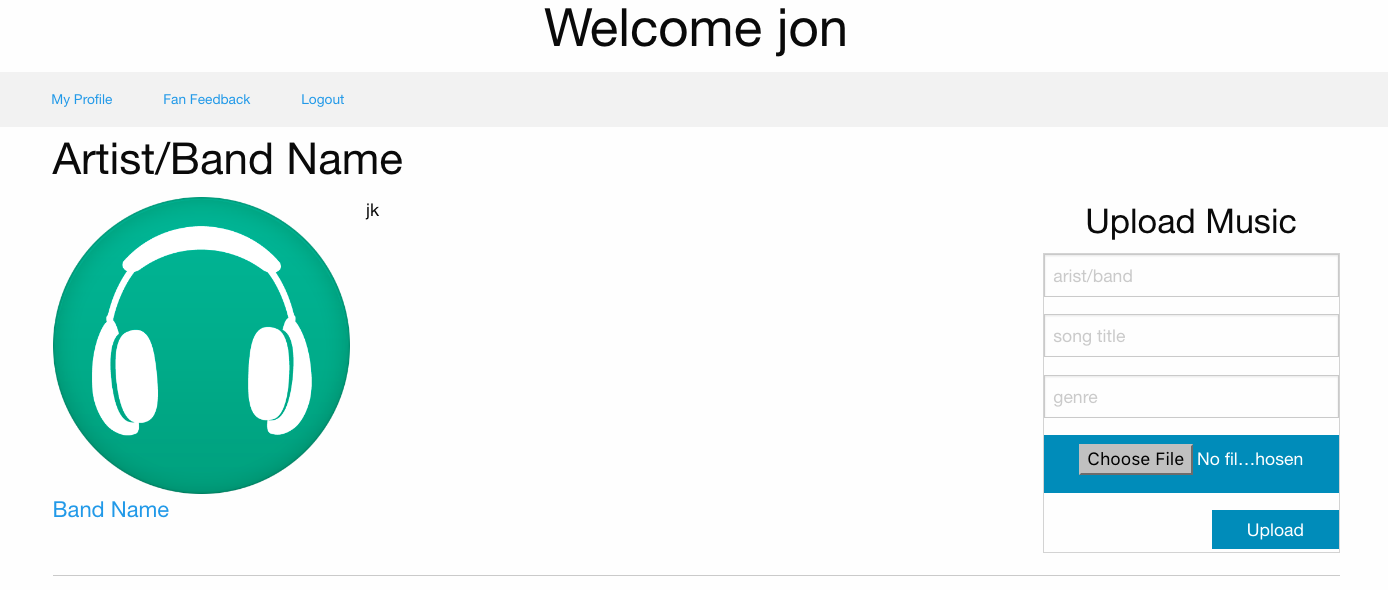 Welcome jon
My Profile Fan Feedback Logout
Artist/Band Name
jk
Band Name
Upload Music
arist/band
song title
genre
Choose File No fil...hosen
Upload